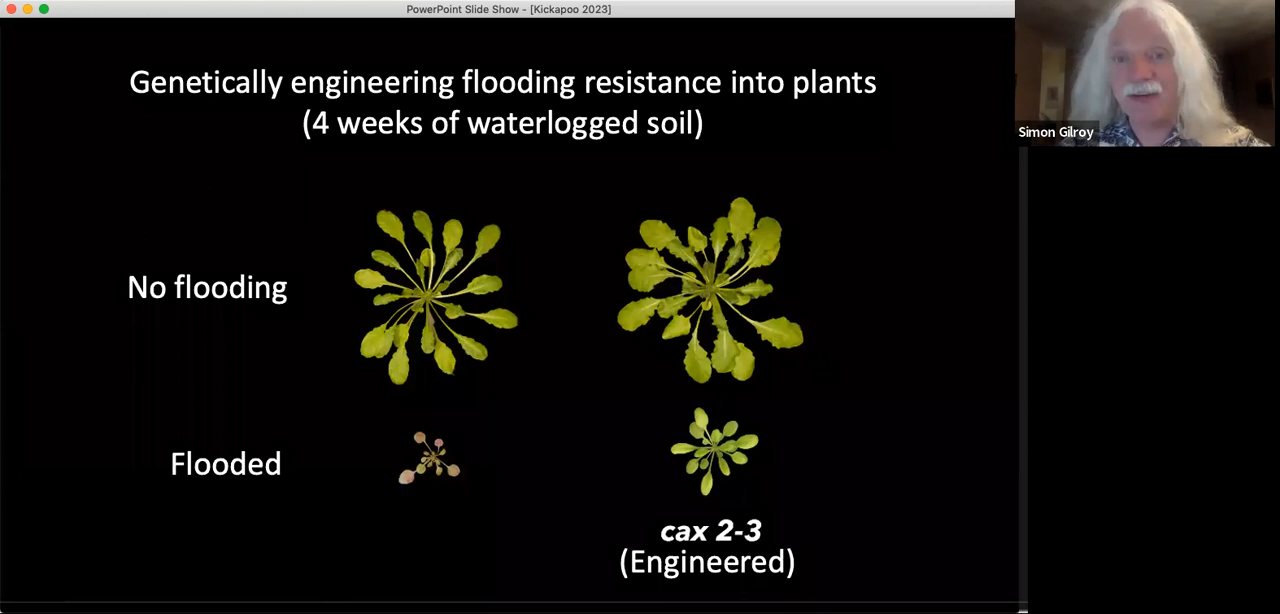 PowerPoint Slide Show - [Kickapoo 2023]
Simon Gilroy
Genetically engineering flooding resistance into plants
(4 weeks of waterlogged soil)
No flooding
Flooded
cax 2-3
(Engineered)